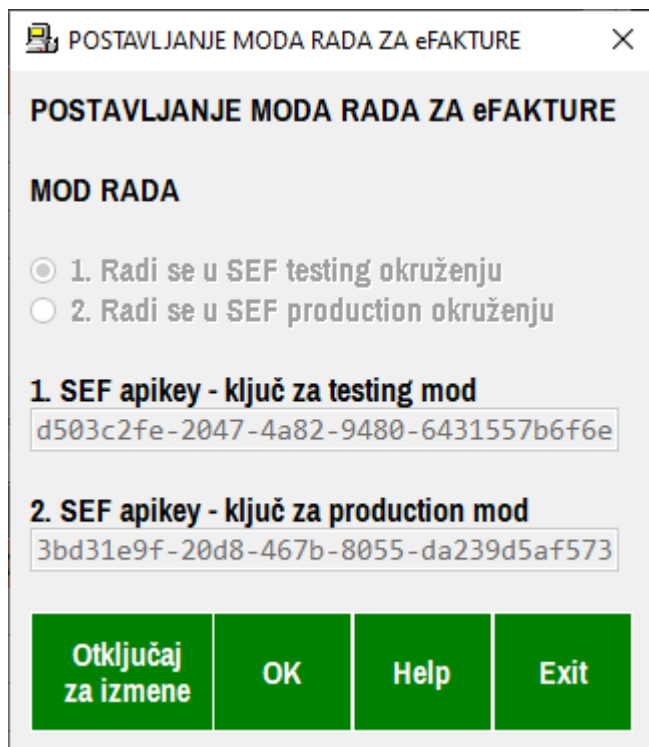 POSTAVLJANJE MODA RADA ZA eFAKTURE
POSTAVLJANJE MODA RADA ZA eFAKTURE
MOD RADA
1. Radi se u SEF testing okruženju
2. Radi se u SEF production okruženju
1. SEF apikey - ključ za testing mod
d503c2fe-2047-4a82-9480-6431557b6f6e
2. SEF apikey - ključ za production mod
3bd31e9f-20d8-467b-8055-da239d5af573
Otključaj
za izmene
OK
Help
Exit